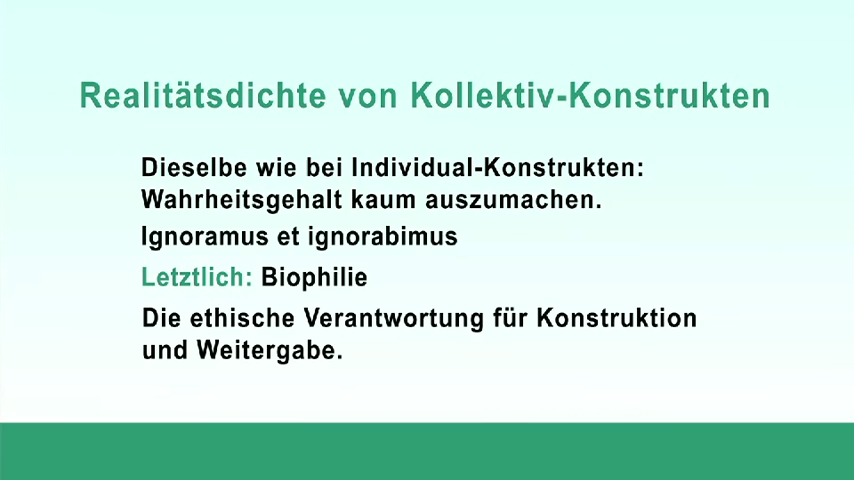 Realitätsdichte von Kollektiv-Konstrukten
Dieselbe wie bei Individual-Konstrukten:
Wahrheitsgehalt kaum auszumachen.
Ignoramus et ignorabimus
Letztlich: Biophilie
Die ethische Verantwortung für Konstruktion
und Weitergabe.